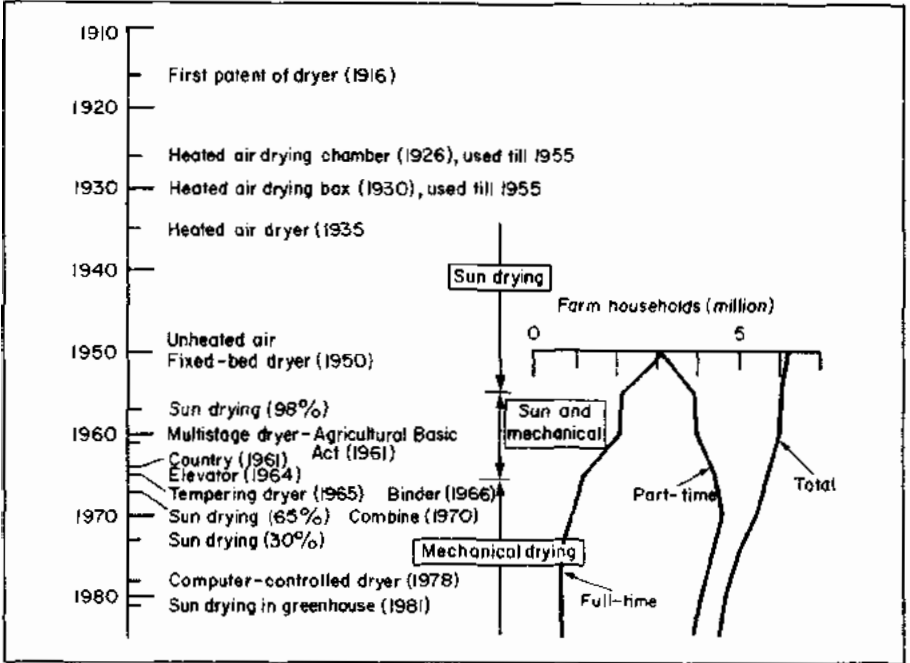 1910
First patent of dryer (1916)
1920
Heated air drying chamber (1926), used till 1955
1930
Heated air drying box (1930), used till 1955
Heated air dryer (1935
1940
Sun drying
Farm households (million)
0 5
Unheated air
1950
Fixed-bed dryer (1950)
Sun drying (98%)
Sun and
mechanical
1960
Multistage dryer-Agricultural Basic
Act (1961)
Country (1961)
Elevator (1964)
Tempering dryer (1965) Binder (1966)
Part-time
Total
1970
Sun drying (65%) Combine (1970)
Sun drying (30%)
Mechanical drying
Computer-controlled dryer (1978)
1980
Sun drying in greenhouse (1981)
Full-time